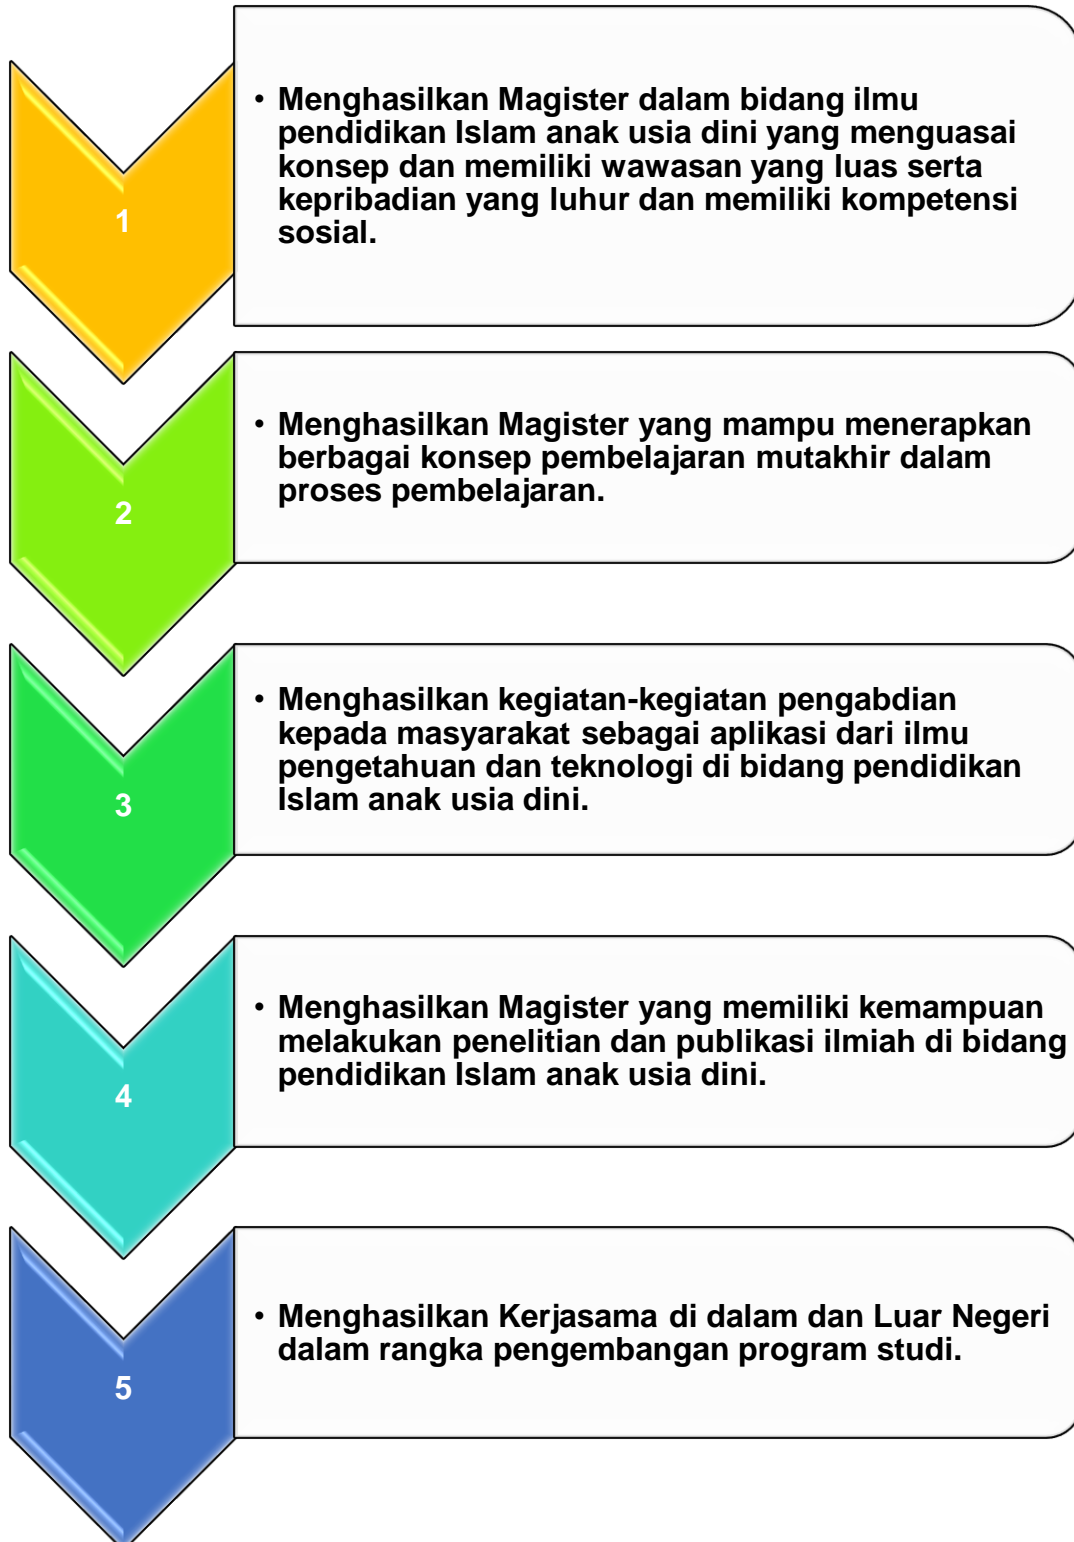 1
• Menghasilkan Magister dalam bidang ilmu
pendidikan Islam anak usia dini yang menguasai
konsep dan memiliki wawasan yang luas serta
kepribadian yang luhur dan memiliki kompetensi
sosial.
2
• Menghasilkan Magister yang mampu menerapkan
berbagai konsep pembelajaran mutakhir dalam
proses pembelajaran.
3
• Menghasilkan kegiatan-kegiatan pengabdian
kepada masyarakat sebagai aplikasi dari ilmu
pengetahuan dan teknologi di bidang pendidikan
Islam anak usia dini.
4
• Menghasilkan Magister yang memiliki kemampuan
melakukan penelitian dan publikasi ilmiah di bidang
pendidikan Islam anak usia dini.
5
• Menghasilkan Kerjasama di dalam dan Luar Negeri
dalam rangka pengembangan program studi.